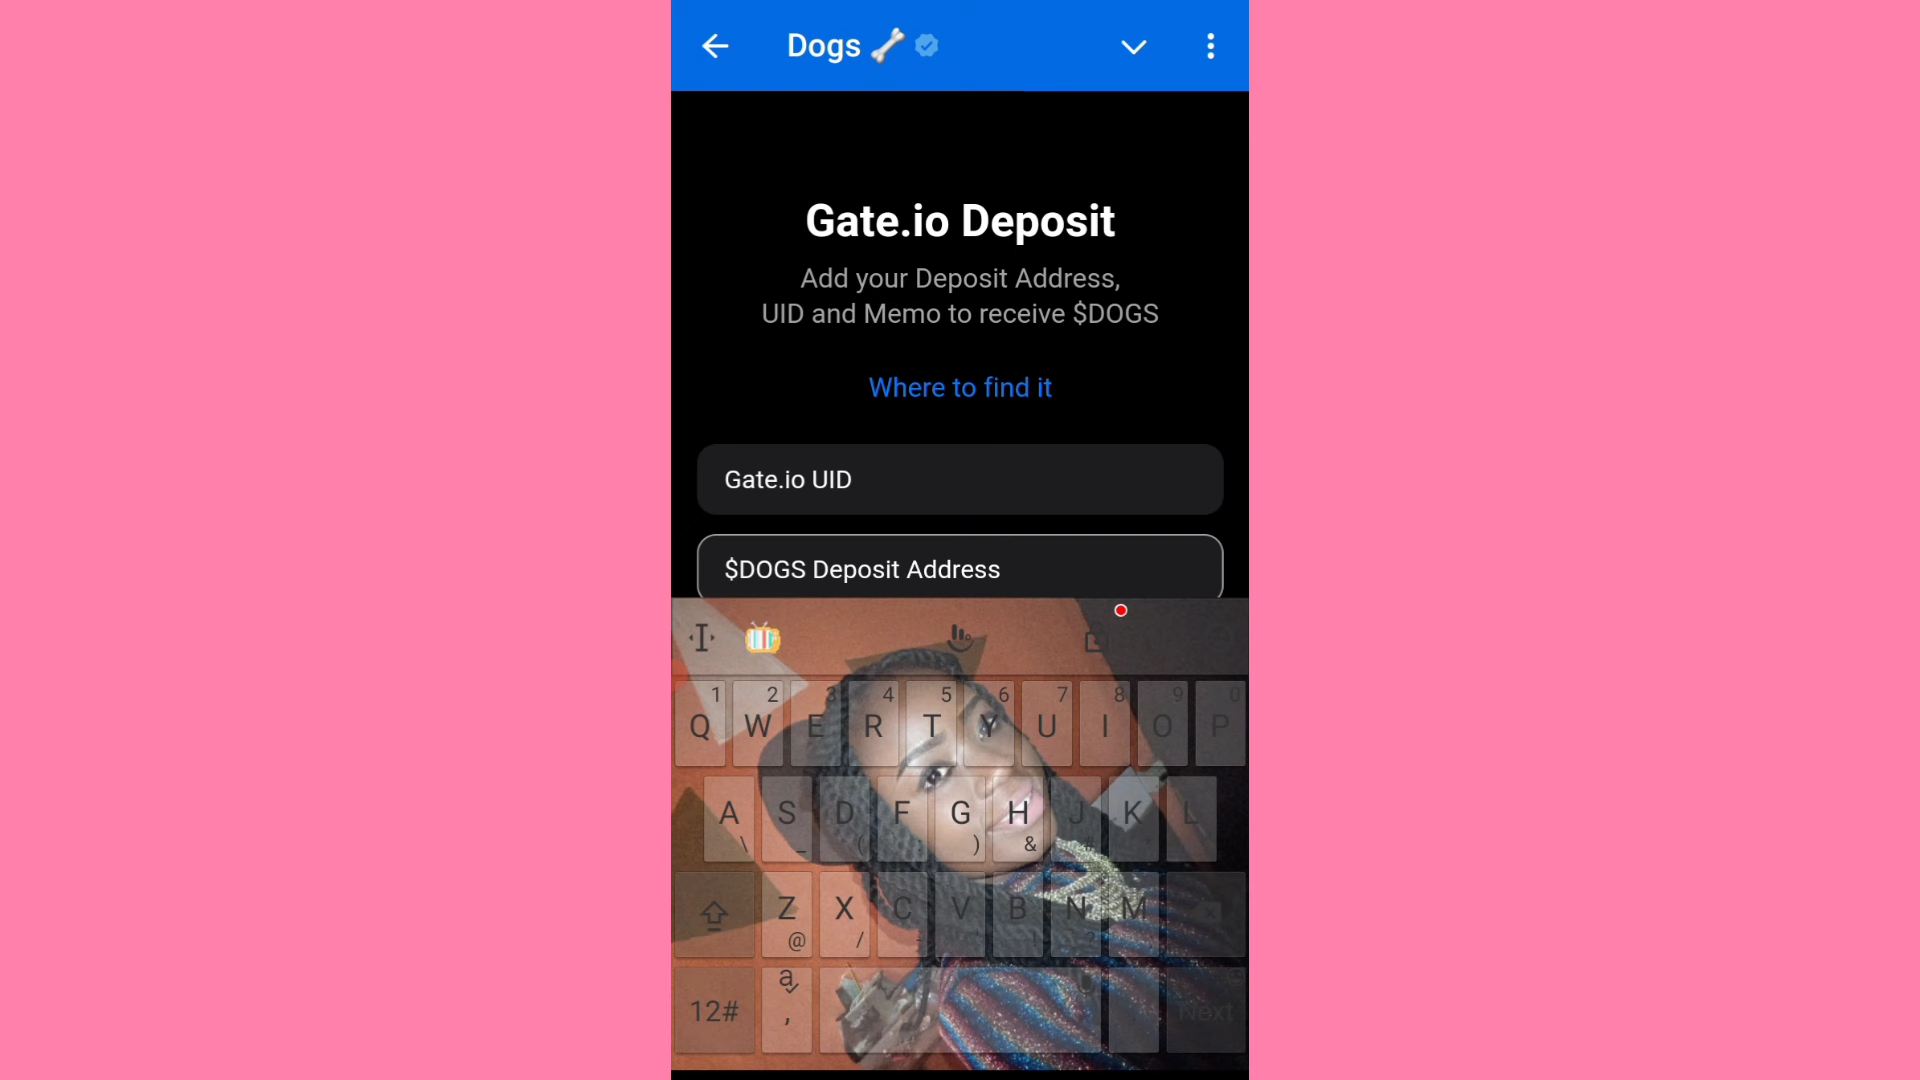 Dogs
Gate.io Deposit
Add your Deposit Address,
UID and Memo to receive $DOGS
Where to find it
Gate.io UID
$DOGS Deposit Address
1 2 3 4 5 6 7 8 9 0
Q W E R T Y U I O P
A S D F G H J K L
\ _ ( ) &
Z X C V B N M
@ / -
a
12# , Next